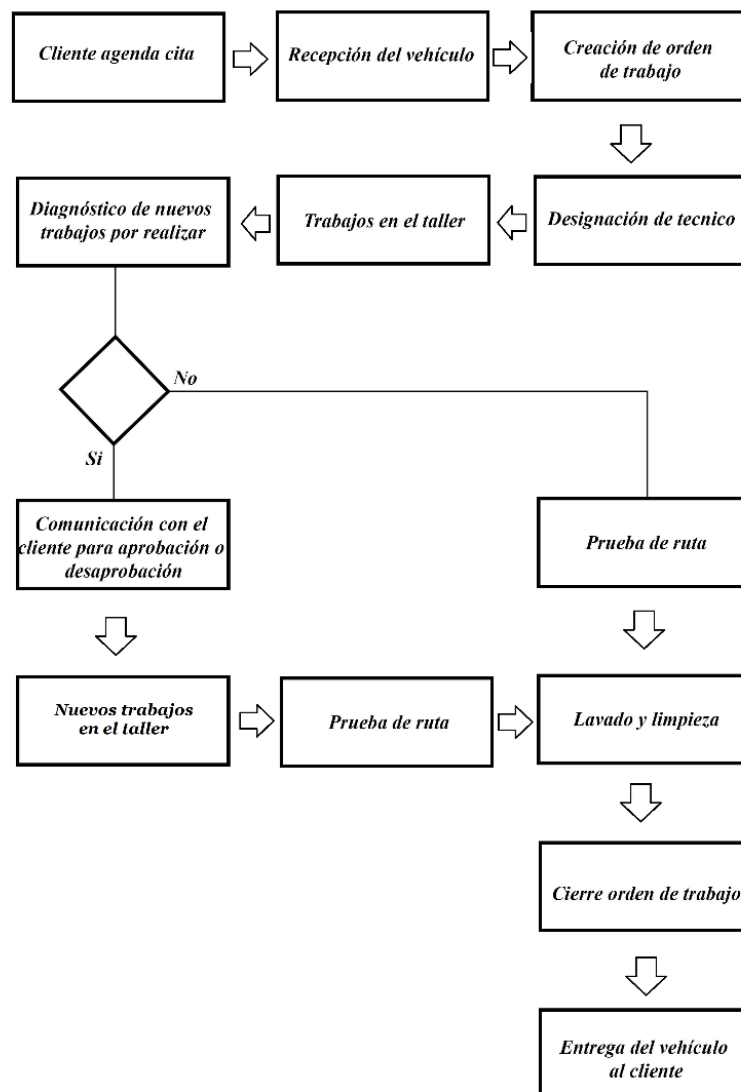 Cliente agenda cita
Recepción del vehículo
Creación de orden
de trabajo
Diagnóstico de nuevos
trabajos por realizar
Trabajos en el taller
Designación de tecnico
No
Si
Comunicación con el
cliente para aprobación o
desaprobación
Prueba de ruta
Nuevos trabajos
en el taller
Prueba de ruta
Lavado y limpieza
Cierre orden de trabajo
Entrega del vehículo
al cliente